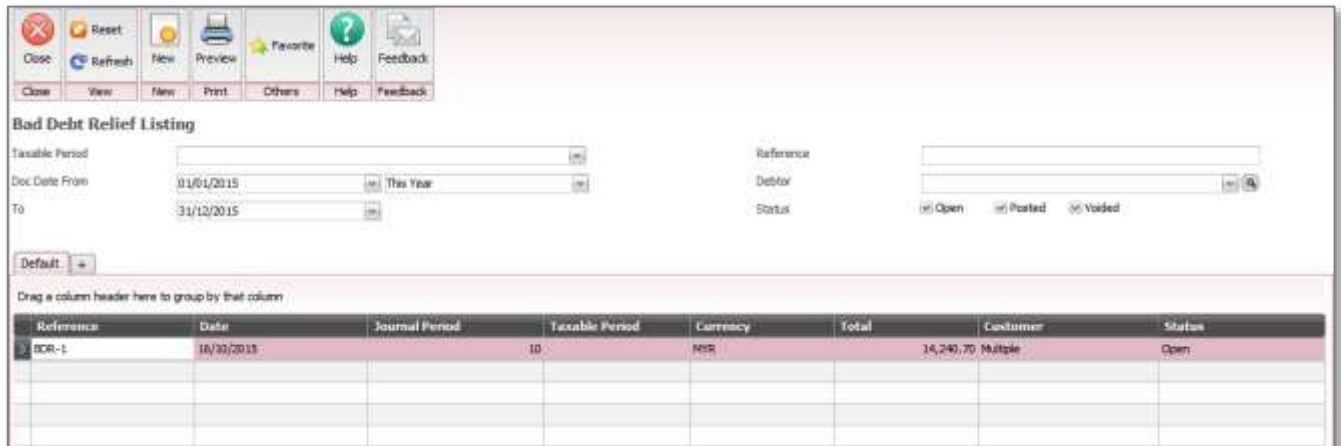 Close Reset Refresh New Preview Favorite Help Feedback
Close View New Print Others Help Feedback
Bad Debt Relief Listing
Taxable Period Reference
Doc Date From 01/01/2015 This Year Debtor
To 31/12/2015 Status Open Posted Voided
Default +
Drag a column header here to group by that column
Reference Date Journal Period Taxable Period Currency Total Customer Status
BDR-1 10 MYR 14,240.70 Multiple Open